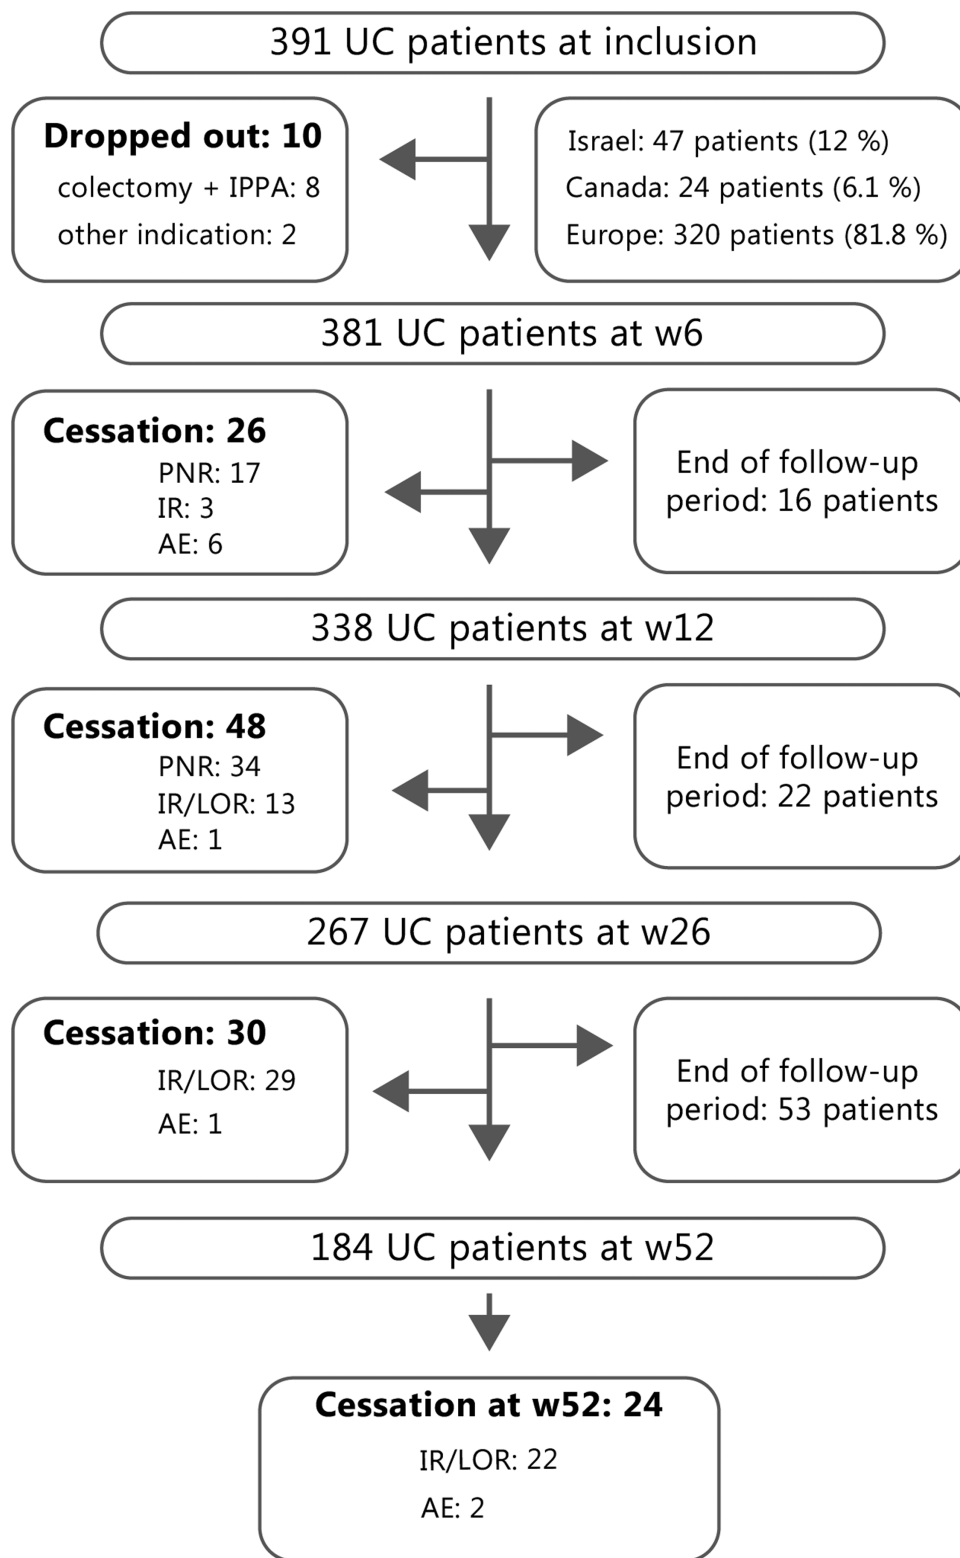 391 UC patients at inclusion
Dropped out: 10
colectomy + IPPA: 8
other indication: 2
Israel: 47 patients (12 %)
Canada: 24 patients (6.1 %)
Europe: 320 patients (81.8 %)
381 UC patients at w6
Cessation: 26
PNR: 17
IR: 3
AE: 6
End of follow-up
period: 16 patients
338 UC patients at w12
Cessation: 48
PNR: 34
IR/LOR: 13
AE: 1
End of follow-up
period: 22 patients
267 UC patients at w26
Cessation: 30
IR/LOR: 29
AE: 1
End of follow-up
period: 53 patients
184 UC patients at w52
Cessation at w52: 24
IR/LOR: 22
AE: 2